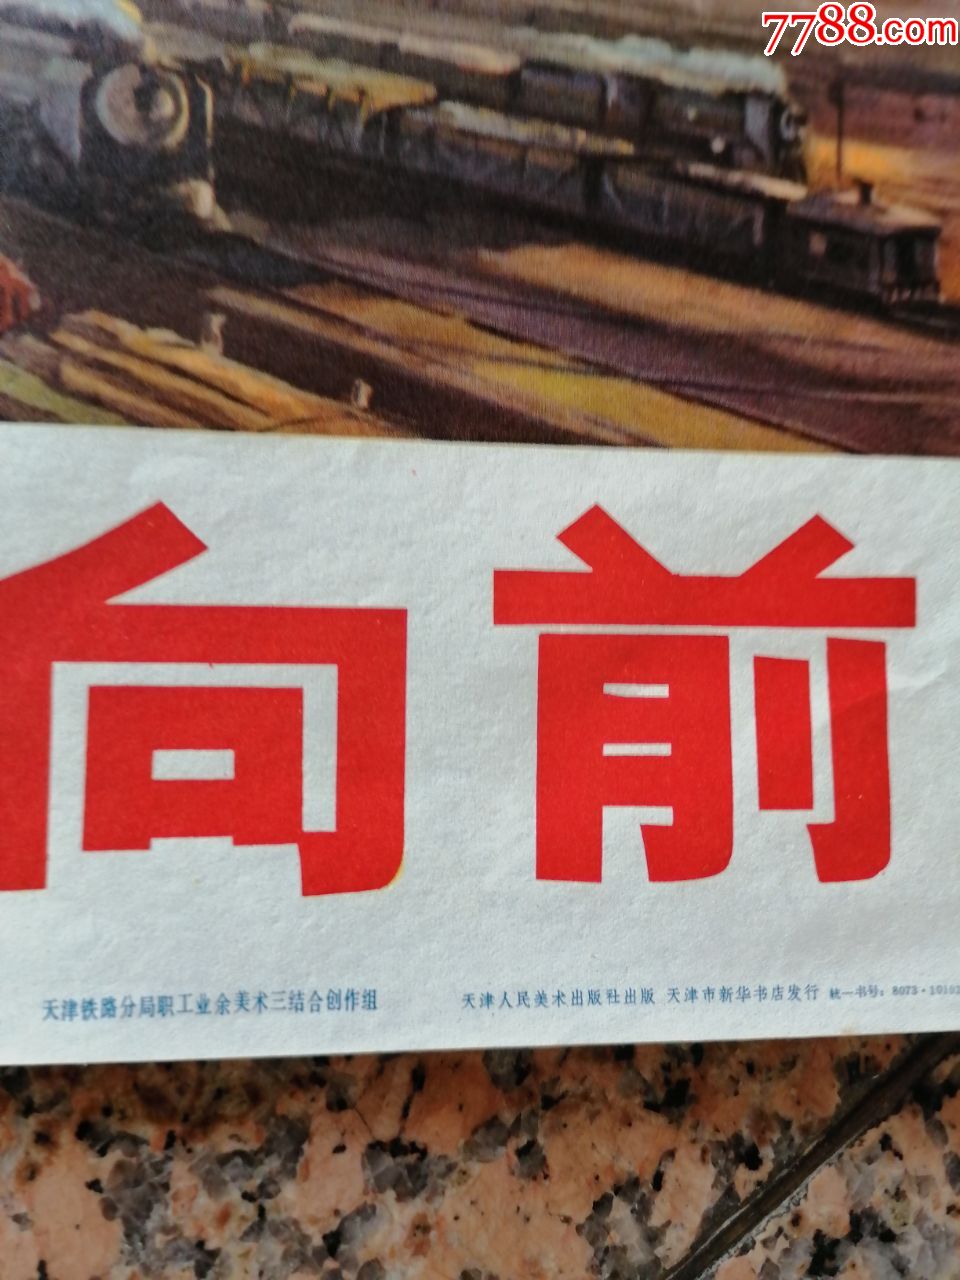 7788.com
向前
天津铁路分局职工业余美术三结合创作组
天津人民美术出版社出版 天津市新华书店发行 统一书号：8073·10193